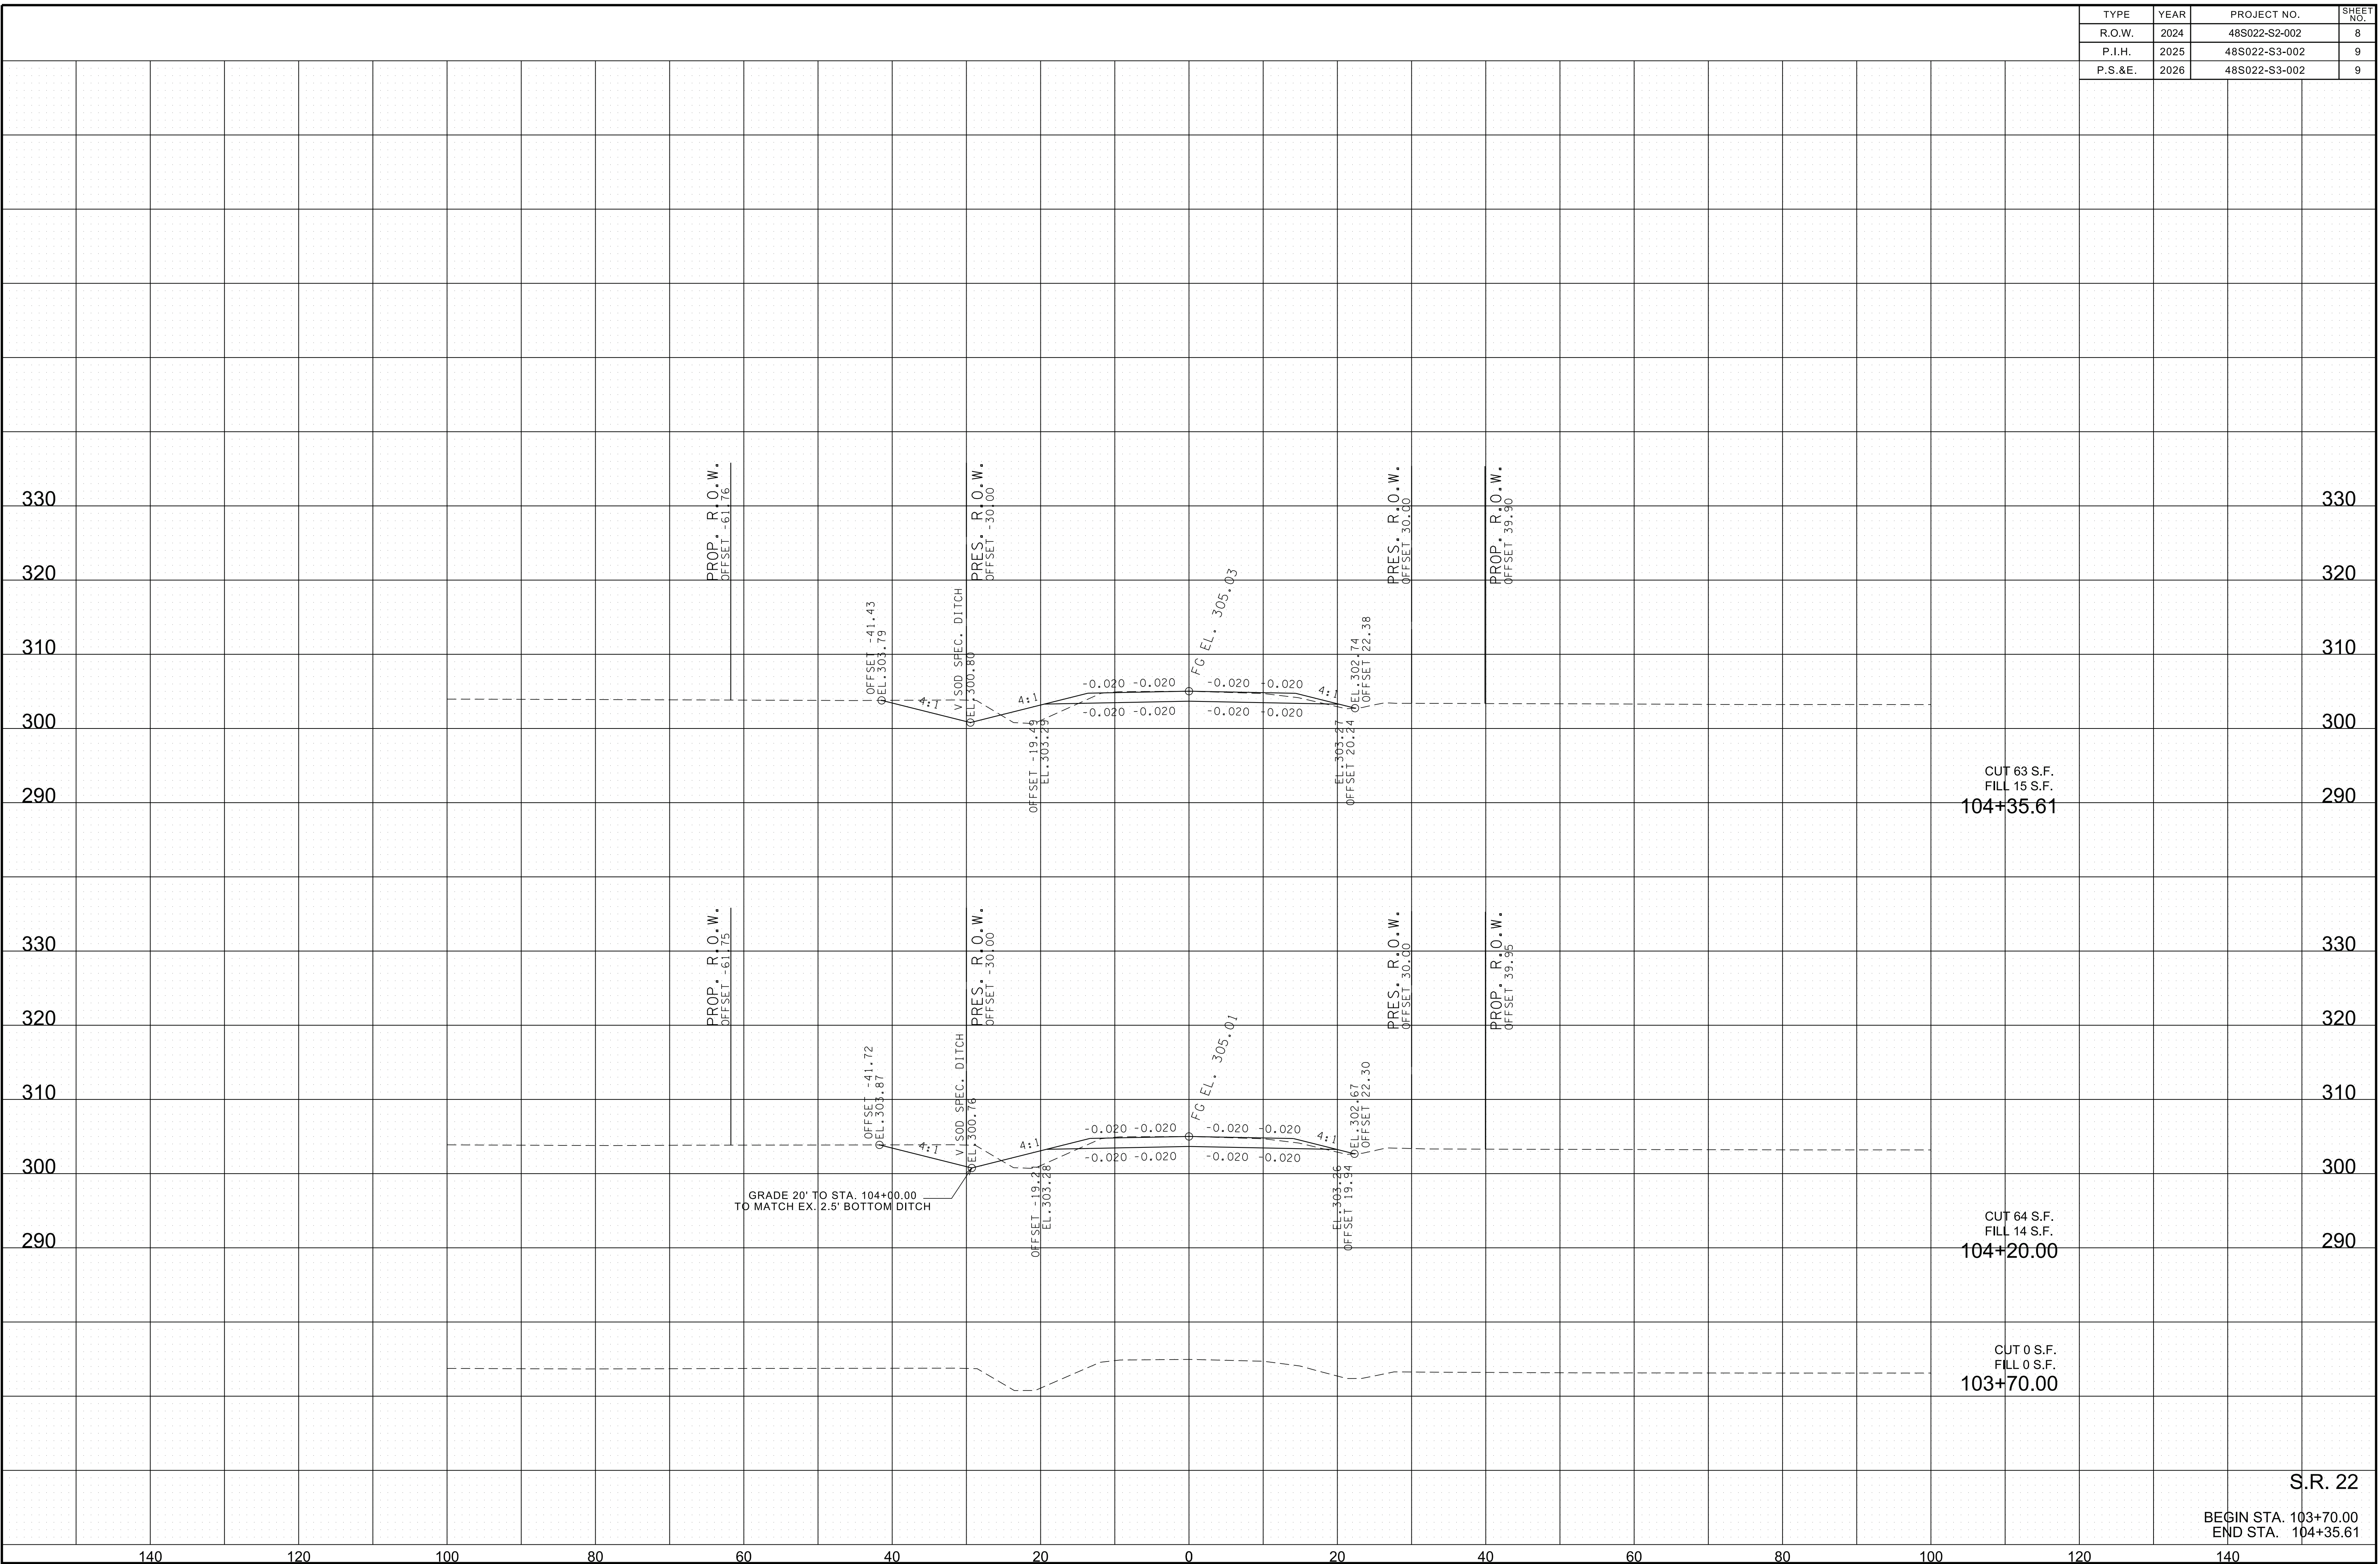 TYPE YEAR PROJECT NO. SHEET NO.
R.O.W. 2024 48S022-S2-002 8
P.I.H. 2025 48S022-S3-002 9
P.S.&E. 2026 48S022-S3-002 9
330 330
320 320
310 310
300 300
290 290
PROP. R.O.W.
OFFSET -61.76
PRES. R.O.W.
OFFSET -30.00
PRES. R.O.W.
OFFSET 30.00
PROP. R.O.W.
OFFSET 39.90
OFFSET -41.43
EL.303.79
4:1
V SOD SPEC. DITCH
EL.300.80
4:1
-0.020 -0.020 -0.020 -0.020
FG EL. 305.03
4:1
EL.302.74
OFFSET 22.38
-0.020 -0.020 -0.020 -0.020
OFFSET -19.49
EL.303.29
EL.303.27
OFFSET 20.24
CUT 63 S.F.
FILL 15 S.F.
104+35.61
330 330
320 320
310 310
300 300
290 290
PROP. R.O.W.
OFFSET -61.75
PRES. R.O.W.
OFFSET -30.00
PRES. R.O.W.
OFFSET 30.00
PROP. R.O.W.
OFFSET 39.95
OFFSET -41.72
EL.303.87
4:1
V SOD SPEC. DITCH
EL.300.76
4:1
-0.020 -0.020 -0.020 -0.020
FG EL. 305.01
4:1
EL.302.67
OFFSET 22.30
-0.020 -0.020 -0.020 -0.020
OFFSET -19.21
EL.303.28
EL.303.26
OFFSET 19.94
GRADE 20' TO STA. 104+00.00
TO MATCH EX. 2.5' BOTTOM DITCH
CUT 64 S.F.
FILL 14 S.F.
104+20.00
CUT 0 S.F.
FILL 0 S.F.
103+70.00
S.R. 22
BEGIN STA. 103+70.00
END STA. 104+35.61
140 120 100 80 60 40 20 0 20 40 60 80 100 120 140